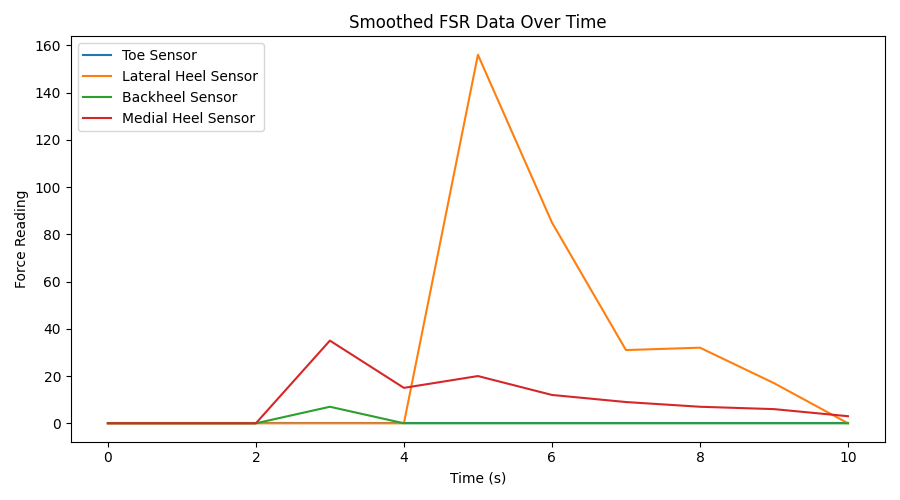 Smoothed FSR Data Over Time
Toe Sensor
Lateral Heel Sensor
Backheel Sensor
Medial Heel Sensor
160
140
120
100
80
60
40
20
0
Force Reading
0 2 4 6 8 10
Time (s)